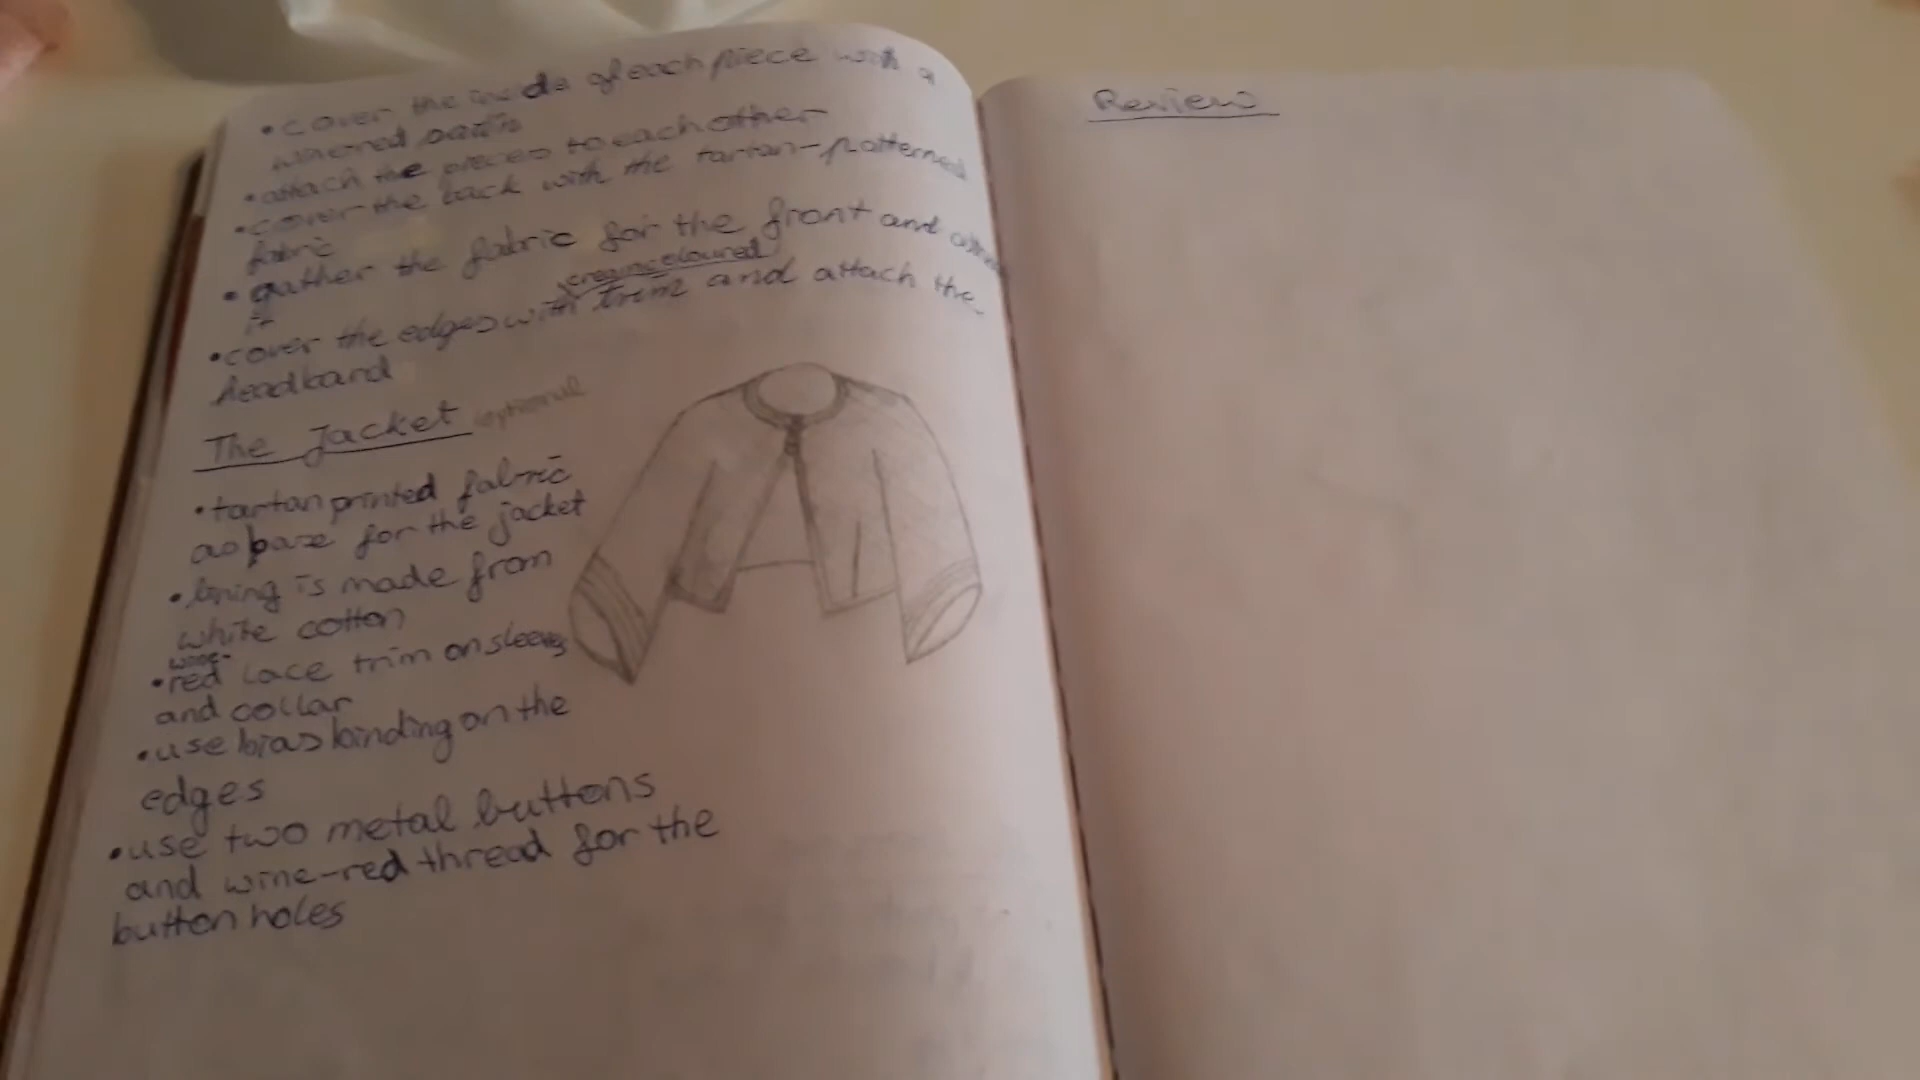 • cover the inside of each piece with a
winered satin
• attach the pieces to each other
• cover the back with the tartan-patterned
fabric
• gather the fabric for the front and
it
creamcoloured
• cover the edges with trim and attach the
headband
The Jacket optional
• tartan printed fabric
as base for the jacket
• lining is made from
white cotton
wine-
• red lace trim on sleeves
and collar
• use bias binding on the
edges
• use two metal buttons
and wine-red thread for the
button holes
Review